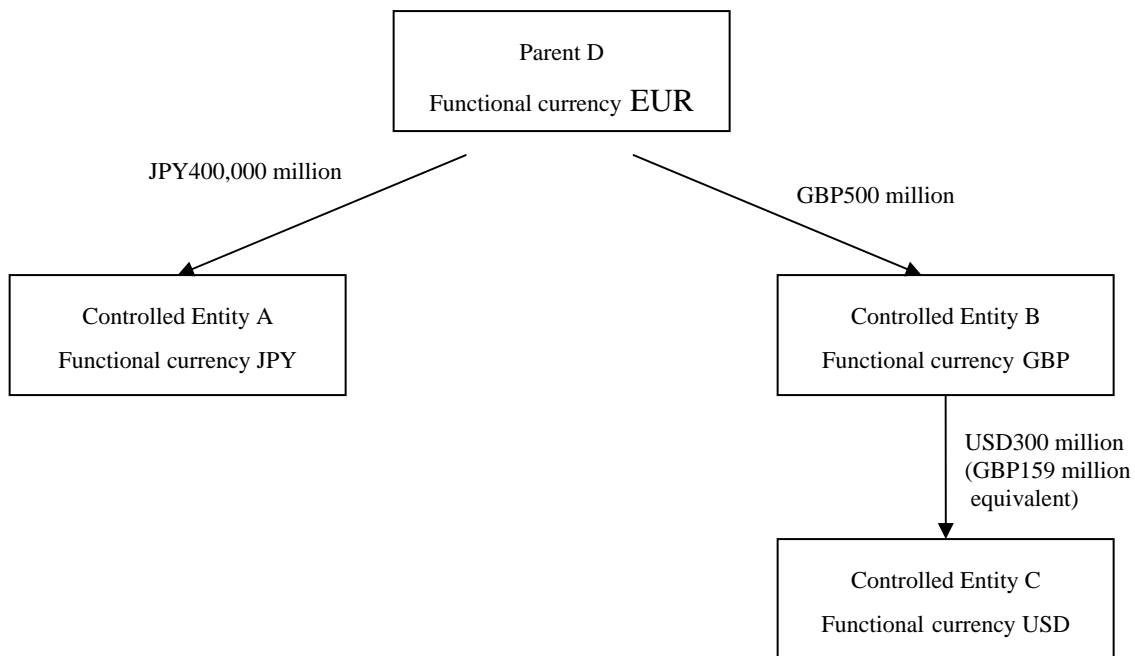 Parent D
Functional currency EUR
JPY400,000 million
GBP500 million
Controlled Entity A
Functional currency JPY
Controlled Entity B
Functional currency GBP
USD300 million
(GBP159 million
equivalent)
Controlled Entity C
Functional currency USD